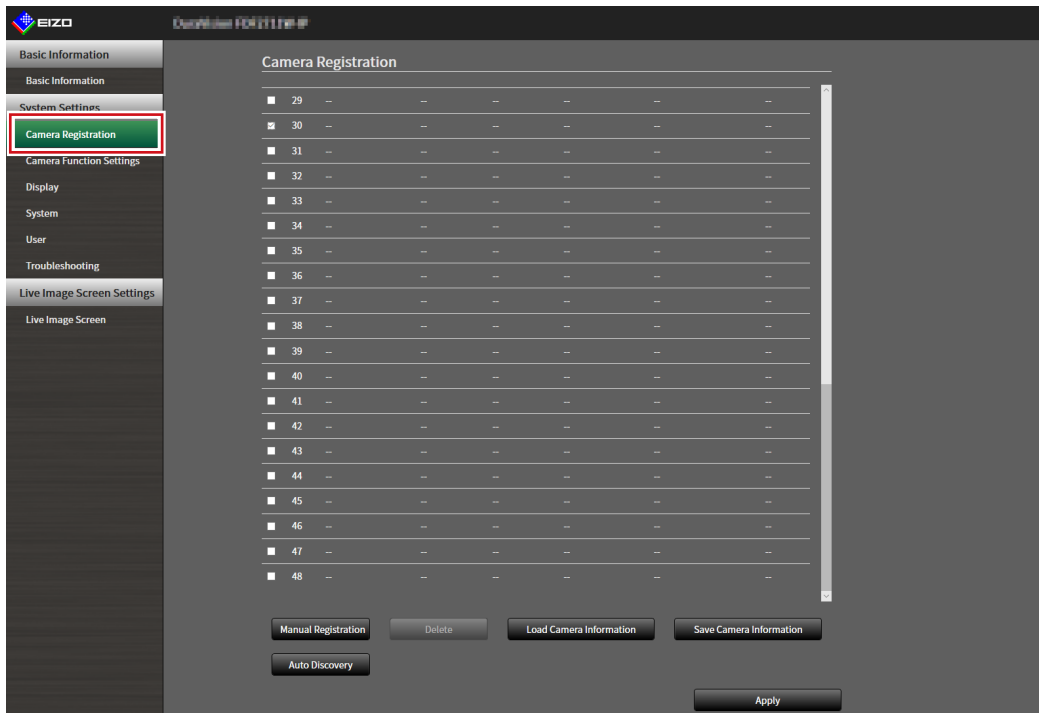 EIZO
Basic Information
Basic Information
System Settings
Camera Registration
Camera Function Settings
Display
System
User
Troubleshooting
Live Image Screen Settings
Live Image Screen
Camera Registration
29 -- -- -- -- -- --
30 -- -- -- -- -- --
31 -- -- -- -- -- --
32 -- -- -- -- -- --
33 -- -- -- -- -- --
34 -- -- -- -- -- --
35 -- -- -- -- -- --
36 -- -- -- -- -- --
37 -- -- -- -- -- --
38 -- -- -- -- -- --
39 -- -- -- -- -- --
40 -- -- -- -- -- --
41 -- -- -- -- -- --
42 -- -- -- -- -- --
43 -- -- -- -- -- --
44 -- -- -- -- -- --
45 -- -- -- -- -- --
46 -- -- -- -- -- --
47 -- -- -- -- -- --
48 -- -- -- -- -- --
Manual Registration Delete Load Camera Information Save Camera Information
Auto Discovery
Apply